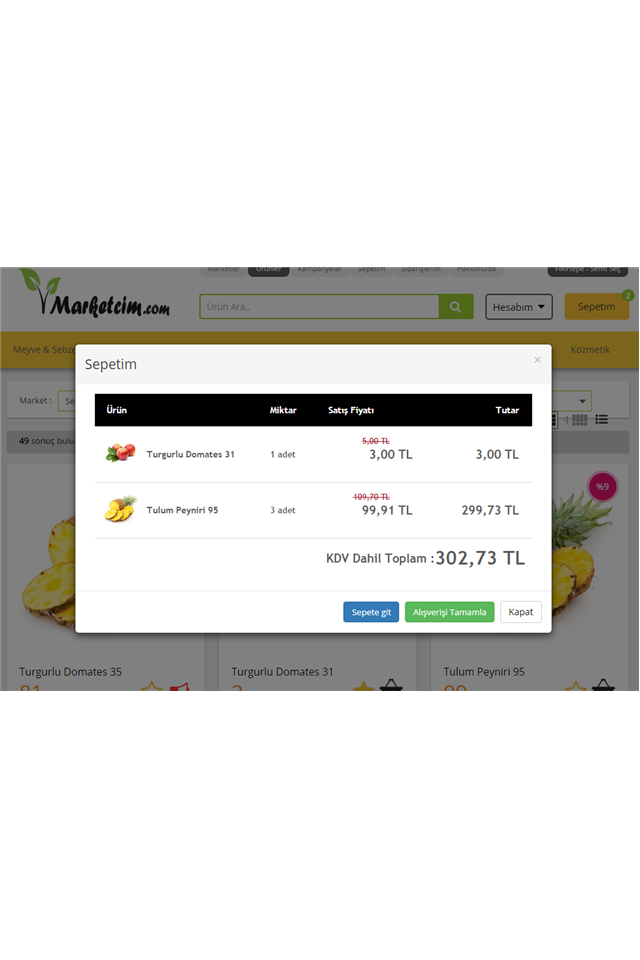 Marketler Ürünler Kampanyalar Sepetim Siparişlerim Hakkımızda Fikirtepe - Semt Seç
Marketcim.com
Ürün Ara..
Hesabım
Sepetim
2
Meyve & Sebze
Kozmetik
Sepetim
×
Market :
49 sonuç bulu
Ürün Miktar Satış Fiyatı Tutar
5,00 TL
Turgurlu Domates 31 1 adet 3,00 TL 3,00 TL
109,70 TL
Tulum Peyniri 95 3 adet 99,91 TL 299,73 TL
%9
KDV Dahil Toplam :302,73 TL
Sepete git Alışverişi Tamamla Kapat
Turgurlu Domates 35 Turgurlu Domates 31 Tulum Peyniri 95